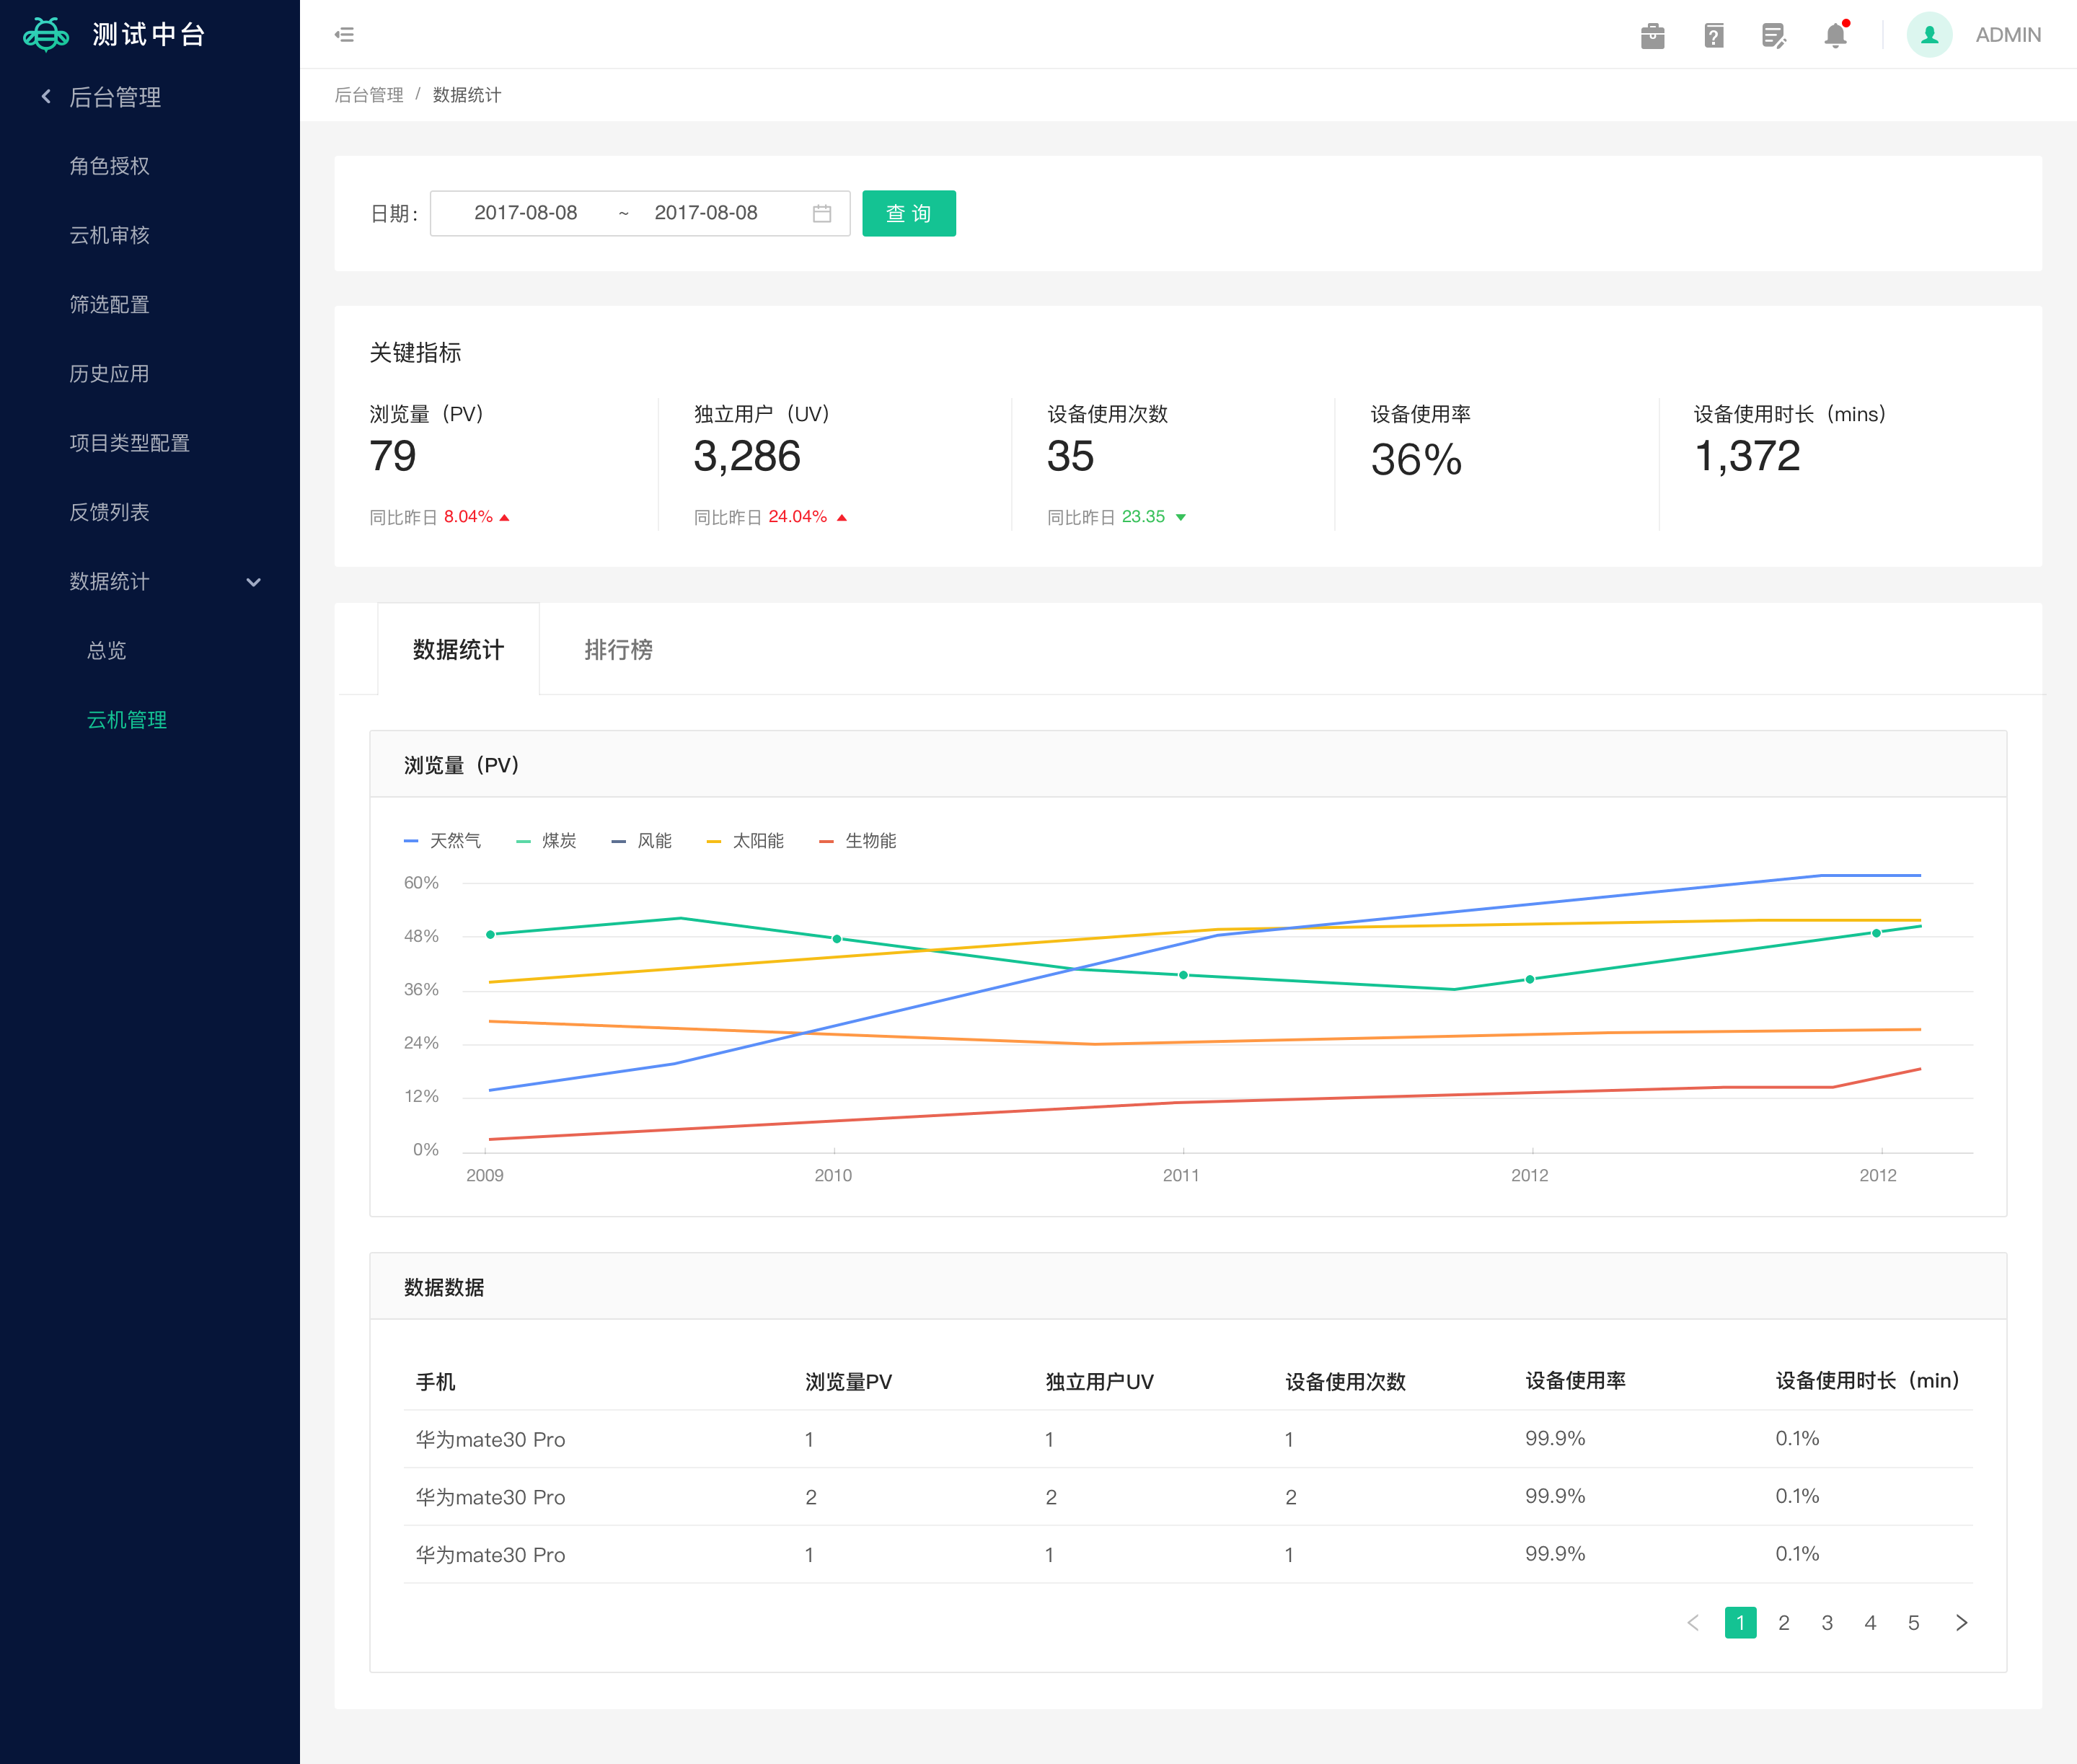 测试中台
后台管理
角色授权
云机审核
筛选配置
历史应用
项目类型配置
反馈列表
数据统计
总览
云机管理
ADMIN
后台管理 / 数据统计
日期: 2017-08-08 ~ 2017-08-08 查 询
关键指标
浏览量（PV） 独立用户（UV） 设备使用次数 设备使用率 设备使用时长（mins）
79 3,286 35 36% 1,372
同比昨日 8.04% 同比昨日 24.04% 同比昨日 23.35
数据统计 排行榜
浏览量（PV）
天然气 煤炭 风能 太阳能 生物能
60%
48%
36%
24%
12%
0%
2009 2010 2011 2012 2012
数据数据
手机 浏览量PV 独立用户UV 设备使用次数 设备使用率 设备使用时长（min）
华为mate30 Pro 1 1 1 99.9% 0.1%
华为mate30 Pro 2 2 2 99.9% 0.1%
华为mate30 Pro 1 1 1 99.9% 0.1%
1 2 3 4 5